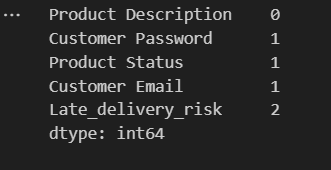 ... Product Description 0
Customer Password 1
Product Status 1
Customer Email 1
Late_delivery_risk 2
dtype: int64